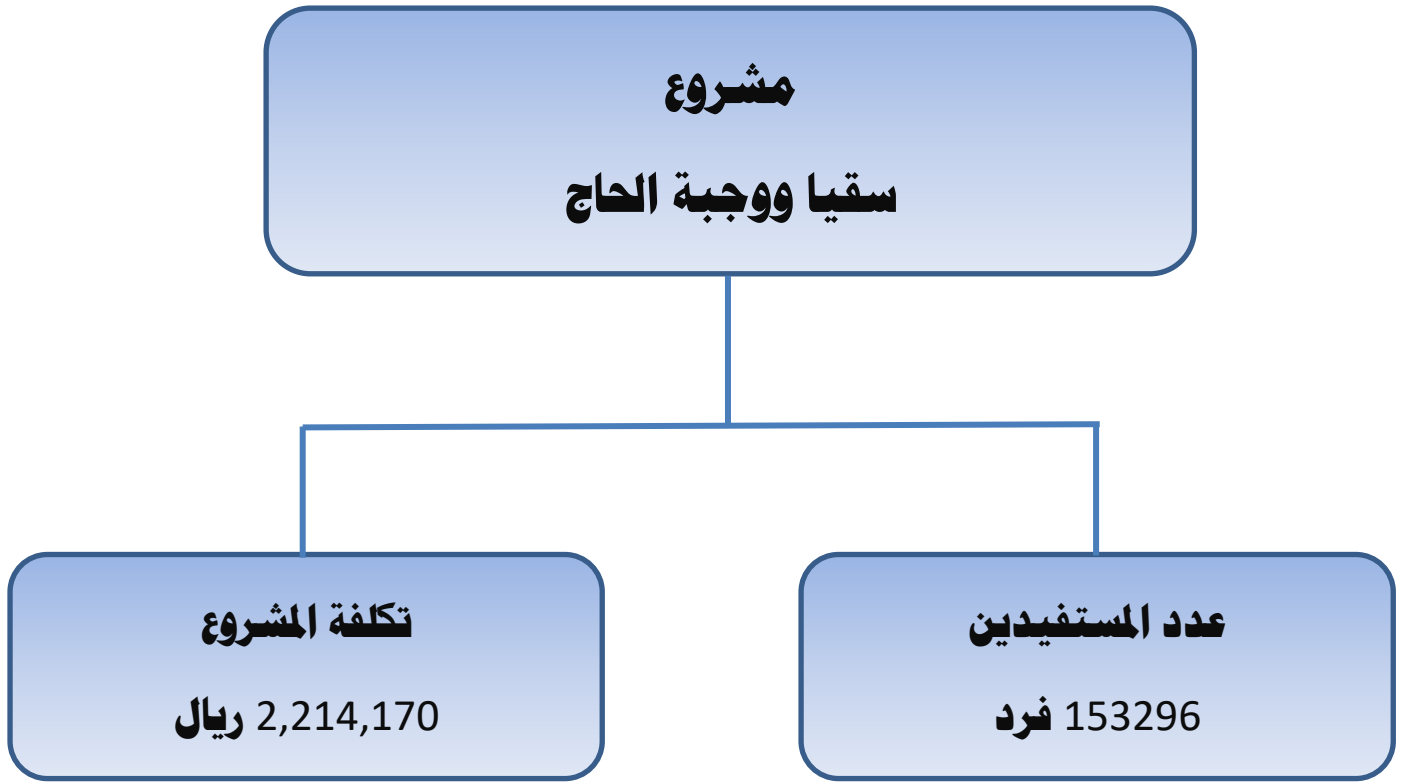 مشروع
سقيا ووجبة الحاج
عدد المستفيدين
153296 فرد
تكلفة المشروع
2,214,170 ريال